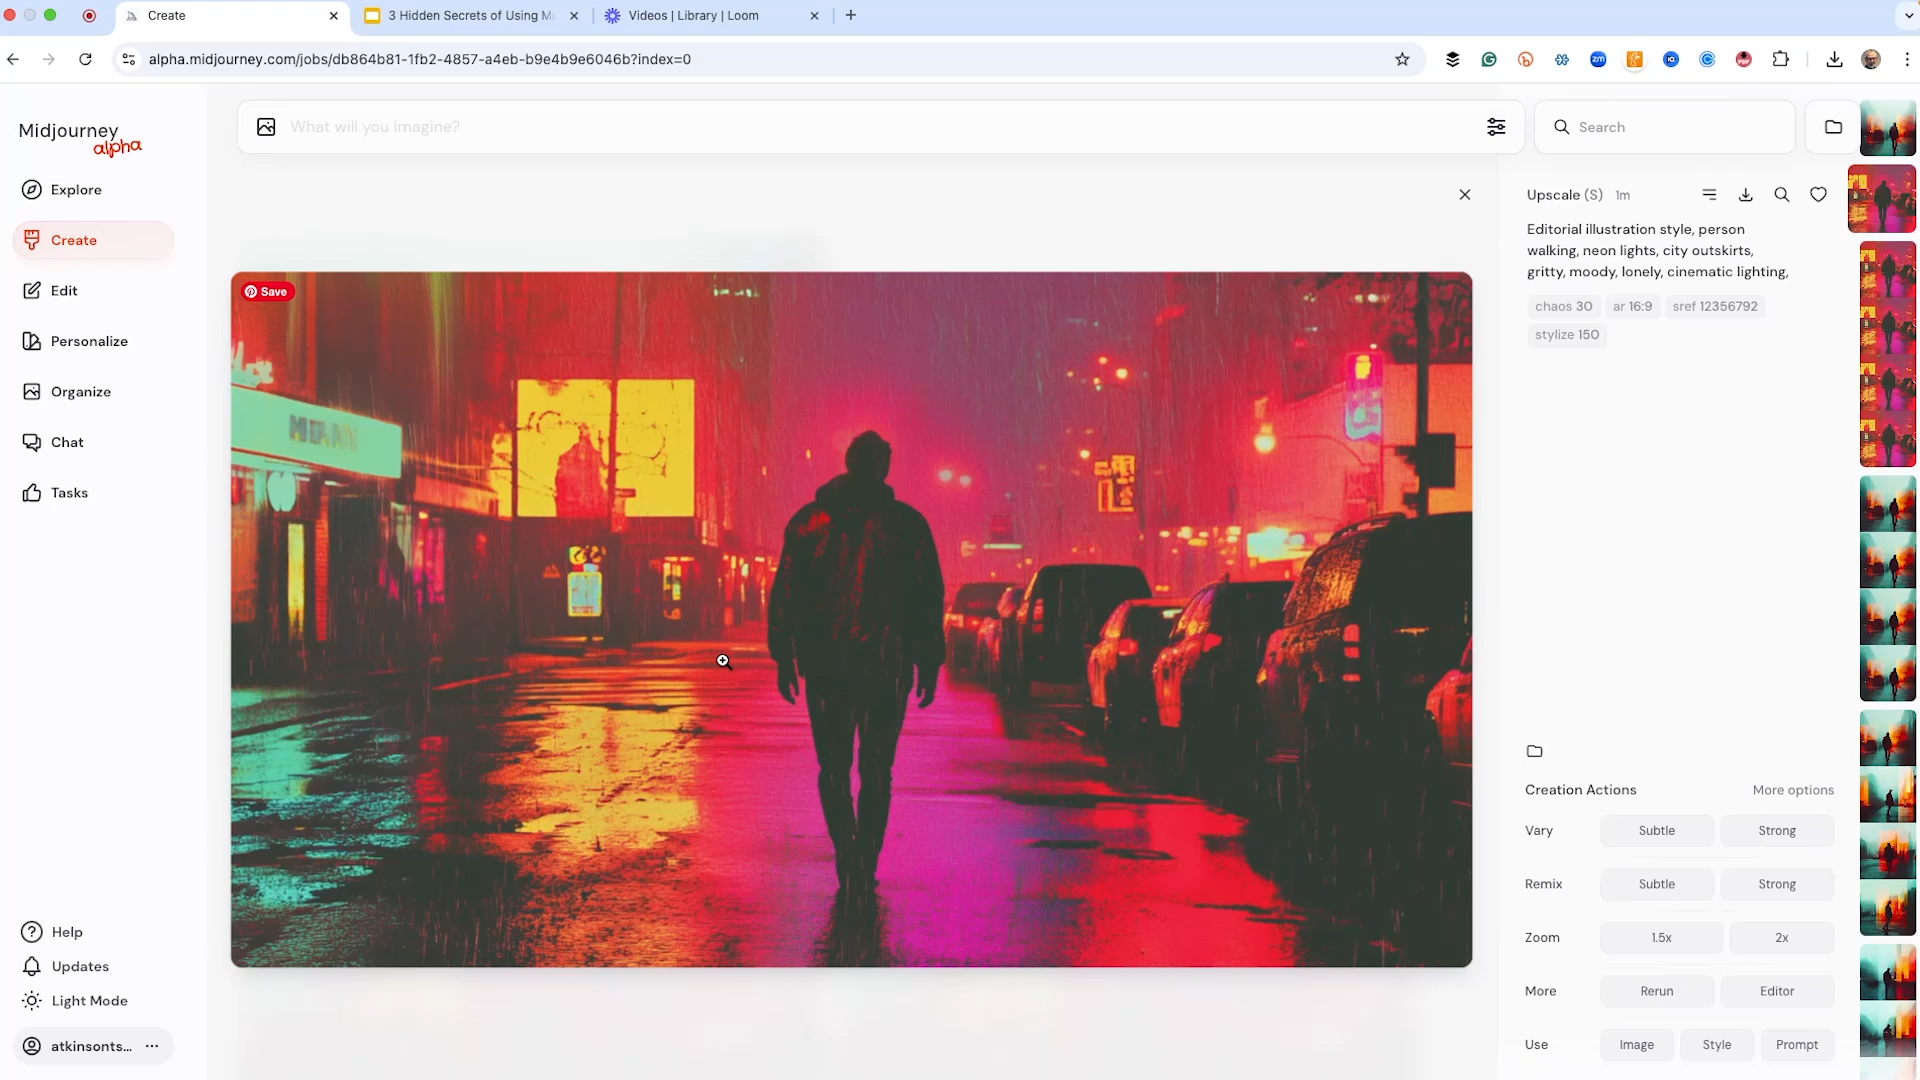 Create
3 Hidden Secrets of Using Mi
Videos | Library | Loom
alpha.midjourney.com/jobs/db864b81-1fb2-4857-a4eb-b9e4b9e6046b?index=0
Midjourney
alpha
What will you imagine?
Search
Explore
Create
Edit
Personalize
Organize
Chat
Tasks
Help
Updates
Light Mode
atkinsonts...
Save
Upscale (S) 1m
Editorial illustration style, person
walking, neon lights, city outskirts,
gritty, moody, lonely, cinematic lighting,
chaos 30 ar 16:9 sref 12356792
stylize 150
Creation Actions More options
Vary Subtle Strong
Remix Subtle Strong
Zoom 1.5x 2x
More Rerun Editor
Use Image Style Prompt